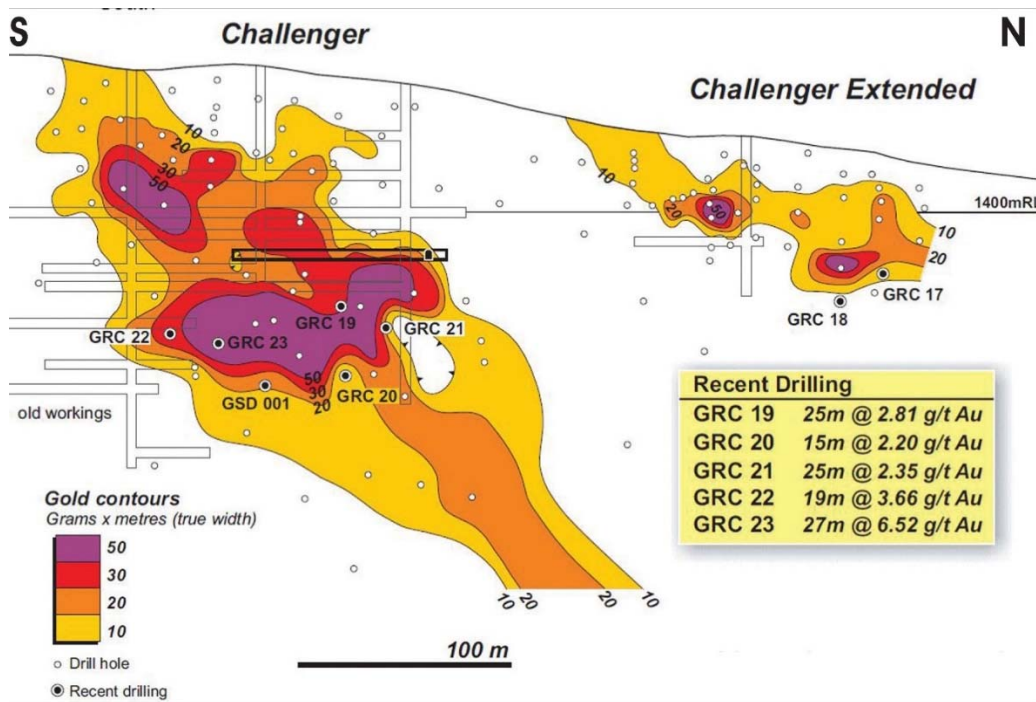 S
Challenger
N
Challenger Extended
10
20
30
50
10
20
50
1400mRL
10
20
GRC 17
GRC 18
GRC 19
GRC 21
GRC 22
GRC 23
50
30
20
GSD 001
GRC 20
old workings
Recent Drilling
GRC 19 25m @ 2.81 g/t Au
GRC 20 15m @ 2.20 g/t Au
GRC 21 25m @ 2.35 g/t Au
GRC 22 19m @ 3.66 g/t Au
GRC 23 27m @ 6.52 g/t Au
Gold contours
Grams x metres (true width)
50
30
20
10
10
20
20
10
Drill hole
Recent drilling
100 m